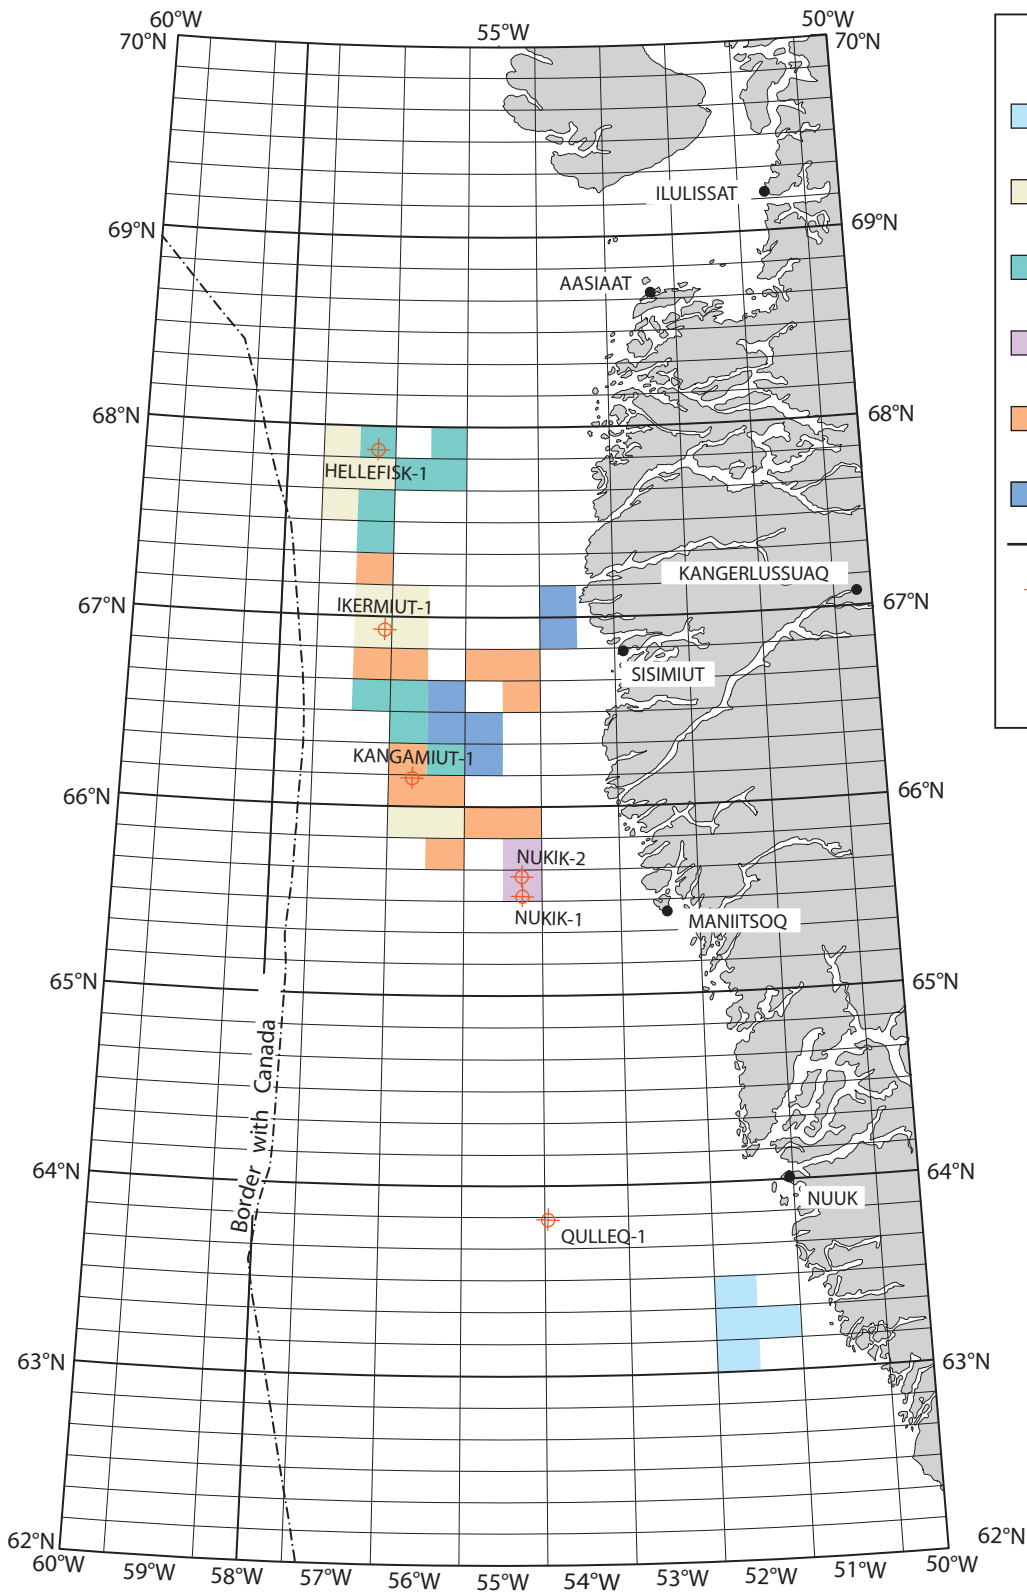 60°W
55°W
50°W
70°N
70°N
ILULISSAT
69°N
69°N
AASIAAT
68°N
68°N
HELLEFISK-1
KANGERLUSSUAQ
IKERMIUT-1
67°N
67°N
SISIMIUT
KANGAMIUT-1
66°N
66°N
NUKIK-2
NUKIK-1
MANIITSOQ
65°N
65°N
Border with Canada
64°N
64°N
NUUK
QULLEQ-1
63°N
63°N
62°N
62°N
60°W
59°W
58°W
57°W
56°W
55°W
54°W
53°W
52°W
51°W
50°W